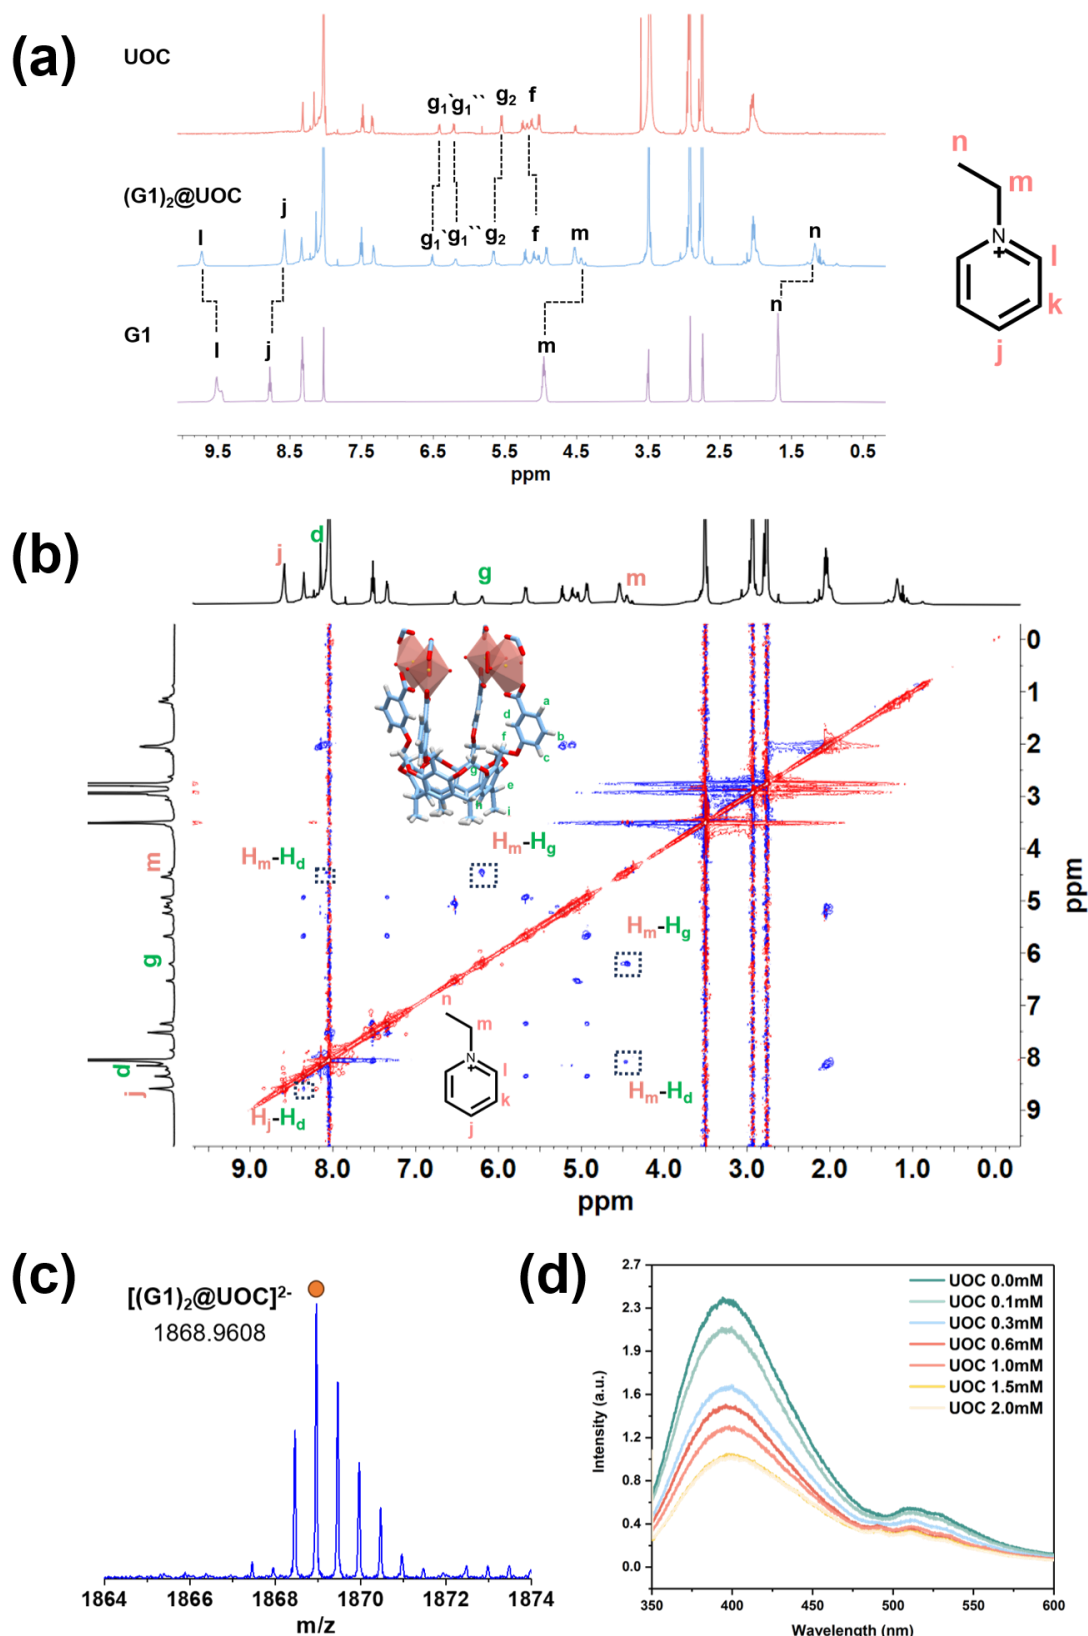 (a)
UOC
g₁` g₁`` g₂ f
(G1)₂@UOC
l j g₁` g₁`` g₂ f m n
G1
l j m n
9.5 8.5 7.5 6.5 5.5 4.5 3.5 2.5 1.5 0.5
ppm
n
m
N
+
l
k
j
(b)
j d g m
0
1
2
3
4
5
6
7
8
9
ppm
m
g
d
j
a
d
b
f
c
g
e
h
i
Hₘ-H_d
Hₘ-H_g
Hₘ-H_g
Hₘ-H_d
Hⱼ-H_d
n
m
N
+
l
k
j
9.0 8.0 7.0 6.0 5.0 4.0 3.0 2.0 1.0 0.0
ppm
(c)
[(G1)₂@UOC]²⁻
1868.9608
1864 1866 1868 1870 1872 1874
m/z
(d)
2.7
2.3
1.9
1.6
1.2
0.8
0.4
0.0
Intensity (a.u.)
UOC 0.0mM
UOC 0.1mM
UOC 0.3mM
UOC 0.6mM
UOC 1.0mM
UOC 1.5mM
UOC 2.0mM
350 400 450 500 550 600
Wavelength (nm)